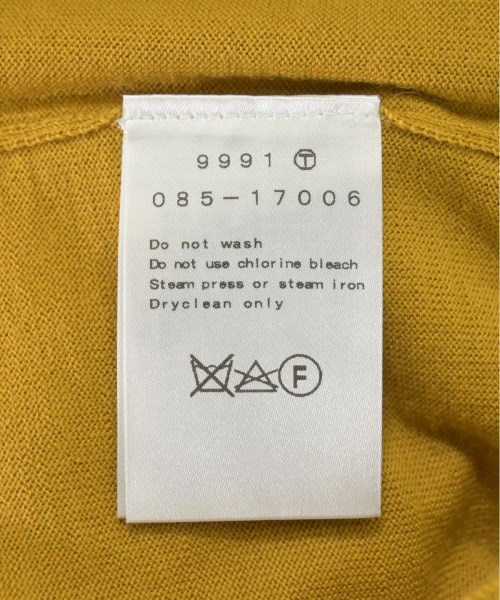 9991 Ⓣ
085-17006
Do not wash
Do not use chlorine bleach
Steam press or steam iron
Dryclean only
F